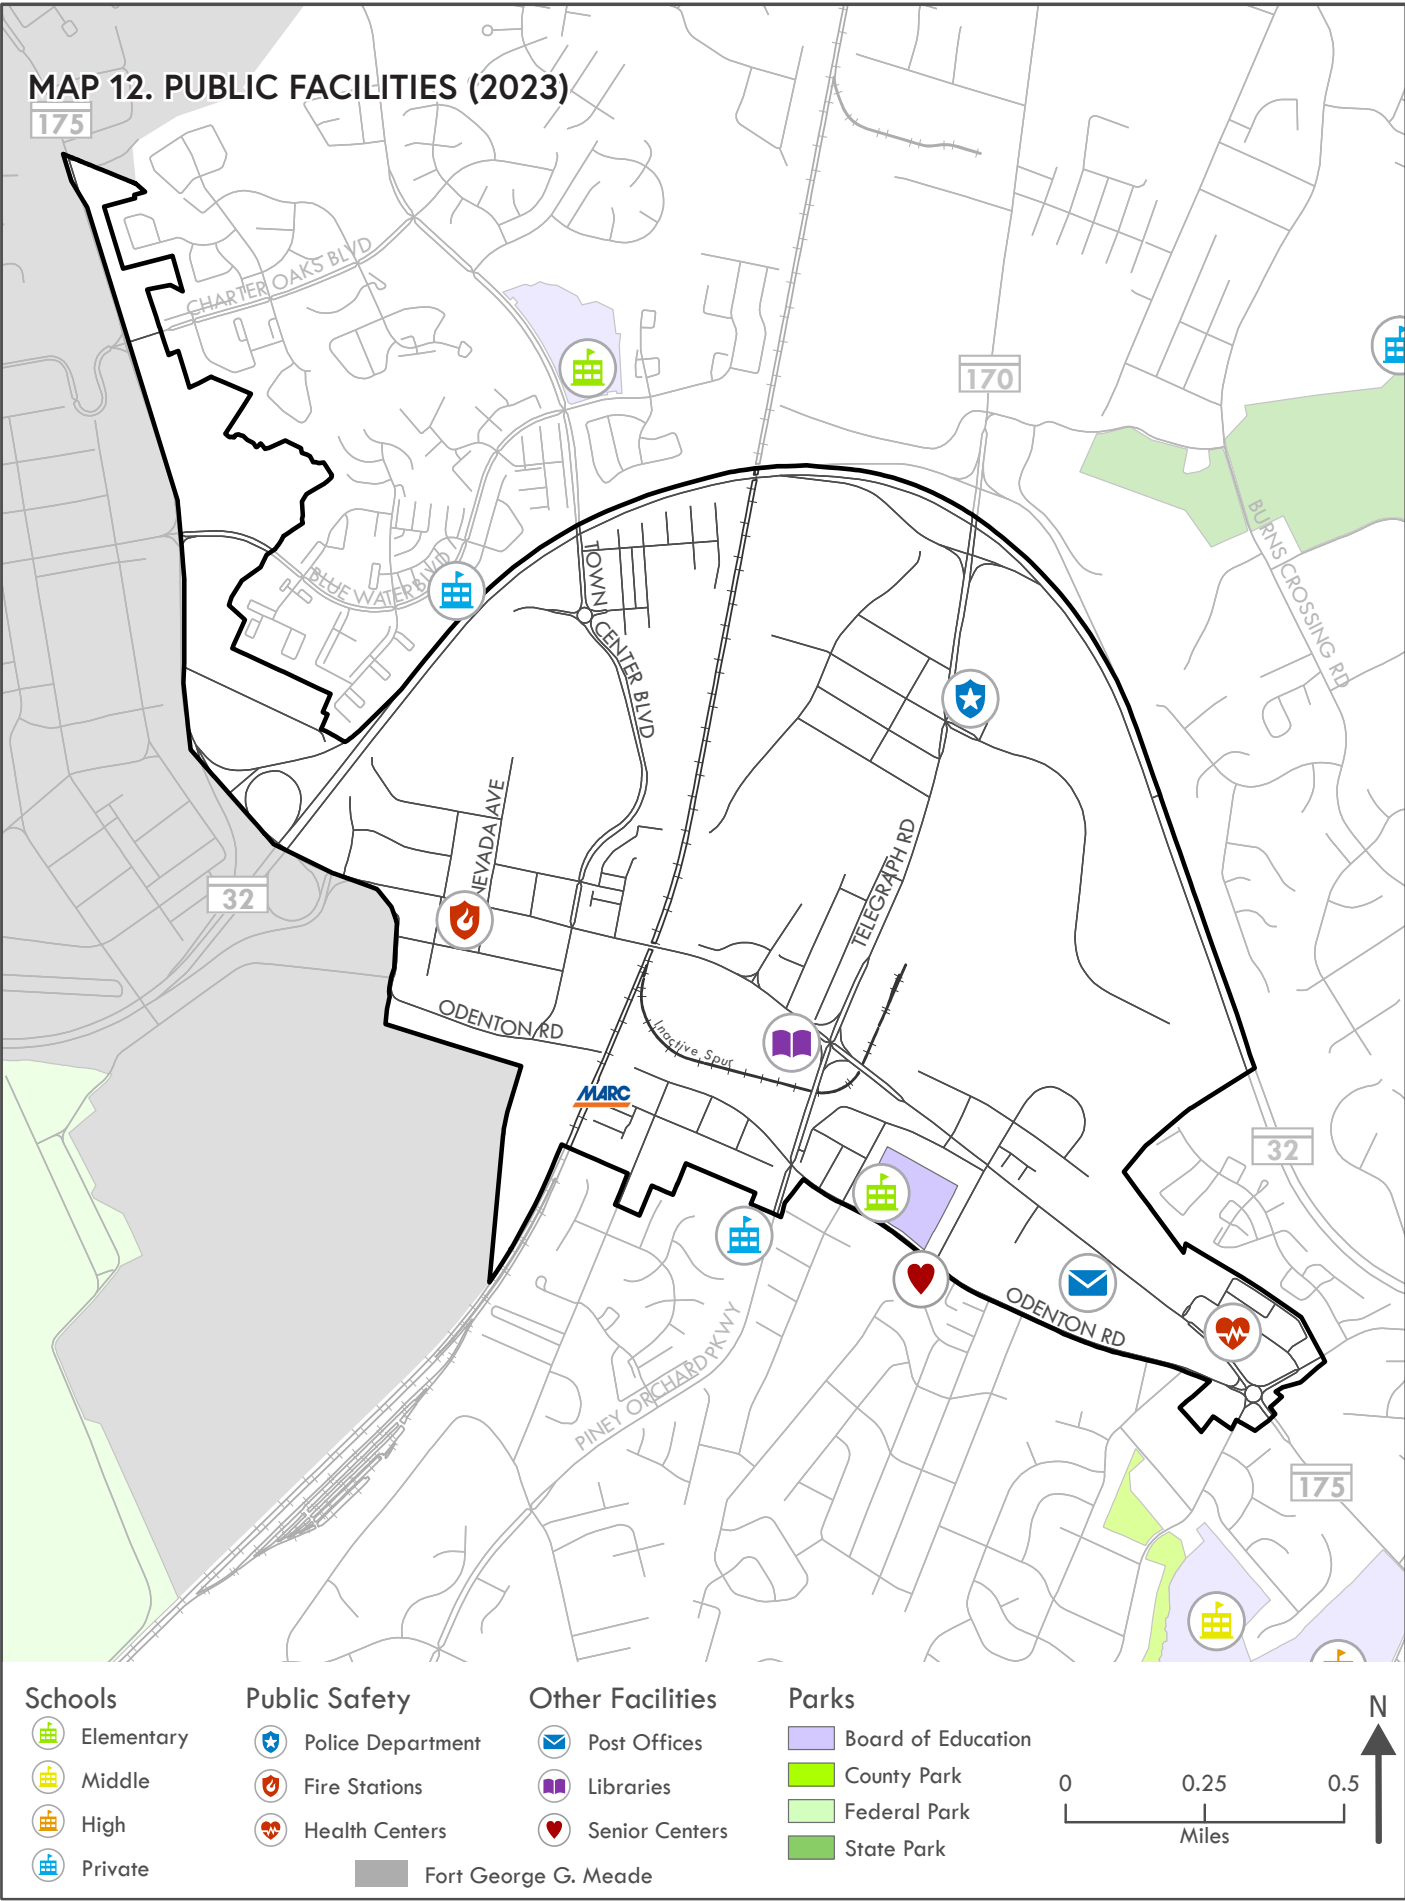 MAP 12. PUBLIC FACILITIES (2023)
175
CHARTER OAKS BLVD
170
BURNS CROSSING RD
TOWN CENTER BLVD
BLUE WATER BLVD
NEVADA AVE
TELEGRAPH RD
32
ODENTON RD
Inactive Spur
MARC
32
ODENTON RD
PINEY ORCHARD PKWY
175
Schools
Elementary
Middle
High
Private
Public Safety
Police Department
Fire Stations
Health Centers
Other Facilities
Post Offices
Libraries
Senior Centers
Fort George G. Meade
Parks
Board of Education
County Park
Federal Park
State Park
0 0.25 0.5
Miles
N